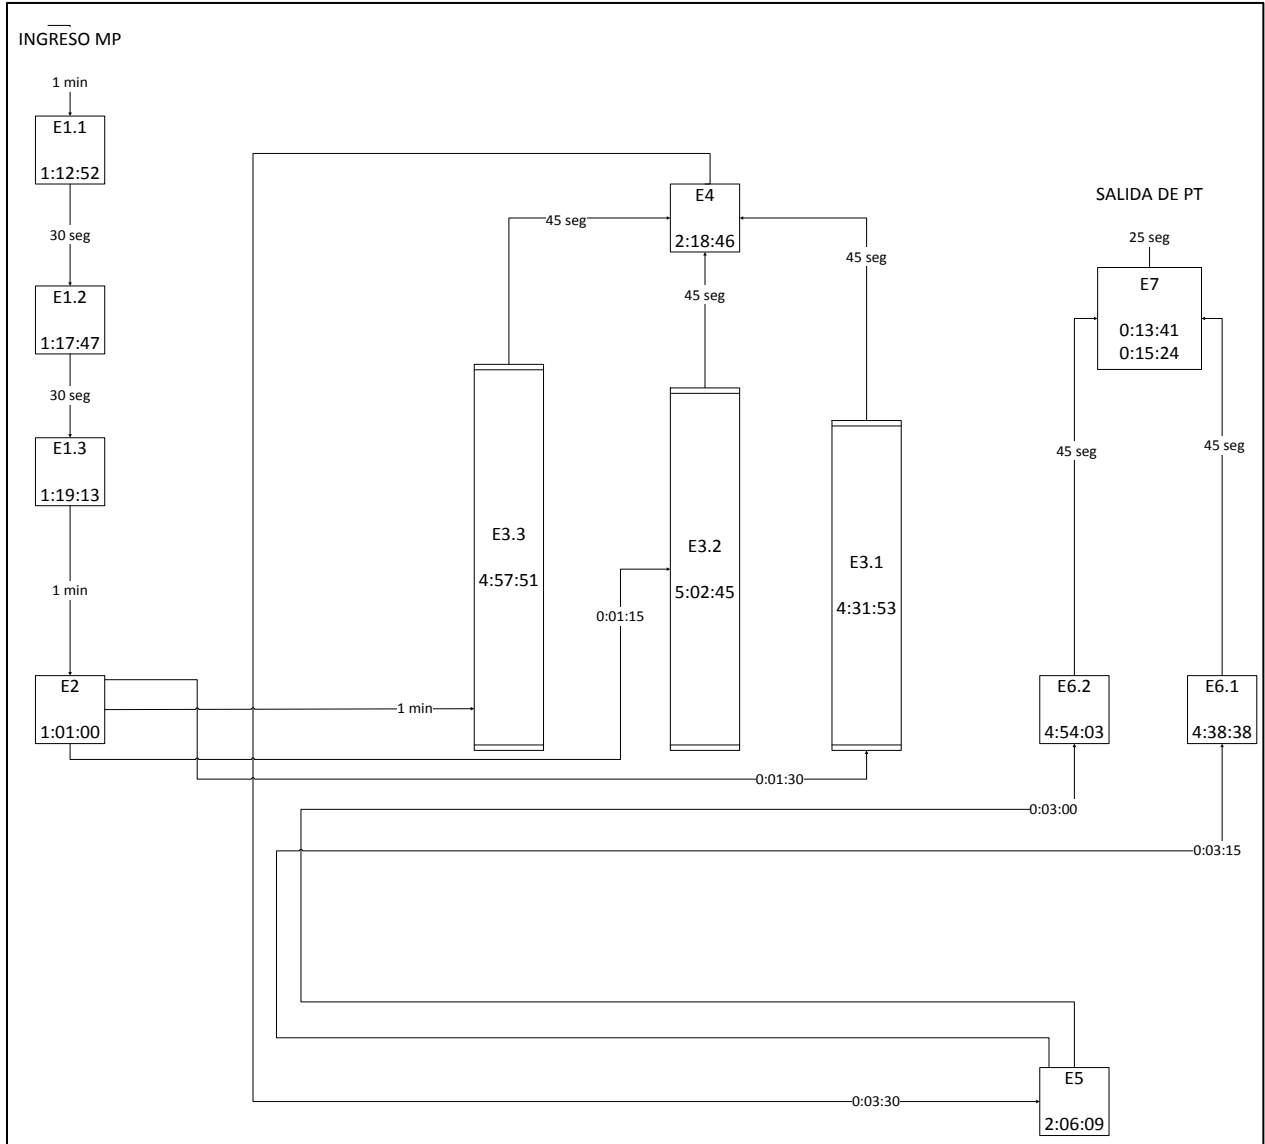 INGRESO MP
1 min
E1.1
1:12:52
30 seg
E1.2
1:17:47
30 seg
E1.3
1:19:13
1 min
E2
1:01:00
1 min
0:01:15
0:01:30
E3.3
4:57:51
E3.2
5:02:45
E3.1
4:31:53
45 seg
45 seg
45 seg
E4
2:18:46
0:03:30
E5
2:06:09
0:03:00
0:03:15
E6.2
4:54:03
E6.1
4:38:38
45 seg
45 seg
E7
0:13:41
0:15:24
25 seg
SALIDA DE PT